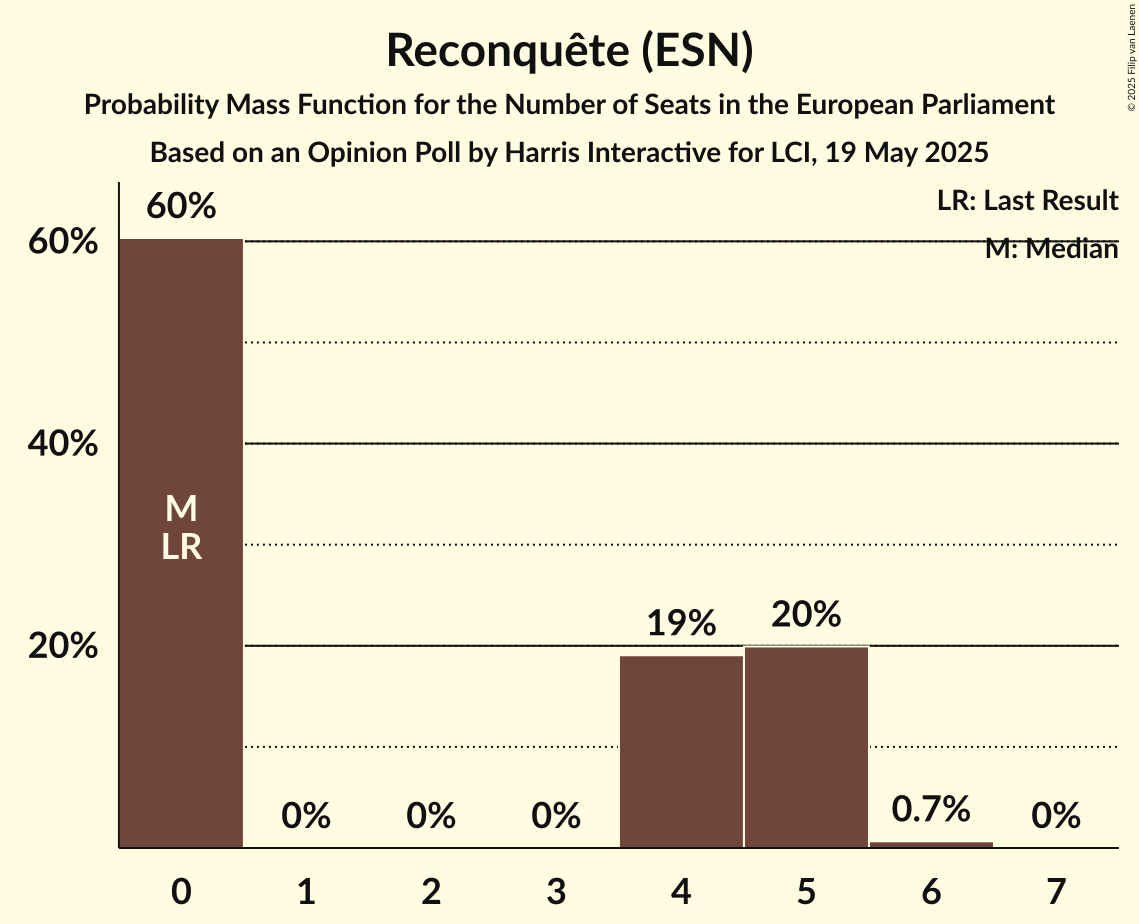 Reconquête (ESN)
Probability Mass Function for the Number of Seats in the European Parliament
Based on an Opinion Poll by Harris Interactive for LCI, 19 May 2025
© 2025 Filip van Laenen
LR: Last Result
M: Median
60%
40%
20%
60%
M
LR
0%
0%
0%
19%
20%
0.7%
0%
0
1
2
3
4
5
6
7